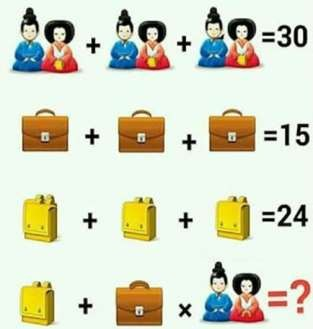 + + =30
+ + =15
+ + =24
+ × =?